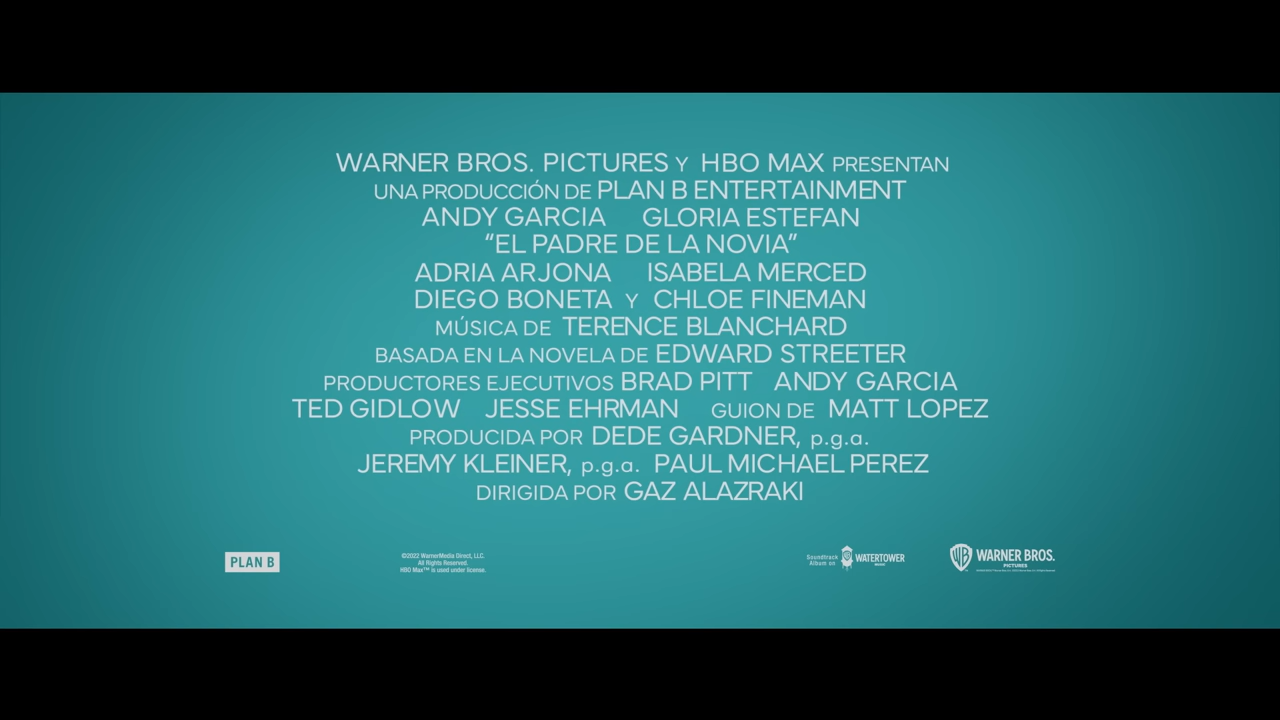 WARNER BROS. PICTURES Y HBO MAX PRESENTAN
UNA PRODUCCIÓN DE PLAN B ENTERTAINMENT
ANDY GARCIA GLORIA ESTEFAN
“EL PADRE DE LA NOVIA”
ADRIA ARJONA ISABELA MERCED
DIEGO BONETA Y CHLOE FINEMAN
MÚSICA DE TERENCE BLANCHARD
BASADA EN LA NOVELA DE EDWARD STREETER
PRODUCTORES EJECUTIVOS BRAD PITT ANDY GARCIA
TED GIDLOW JESSE EHRMAN GUION DE MATT LOPEZ
PRODUCIDA POR DEDE GARDNER, p.g.a.
JEREMY KLEINER, p.g.a. PAUL MICHAEL PEREZ
DIRIGIDA POR GAZ ALAZRAKI
PLAN B
©2022 WarnerMedia Direct, LLC.
All Rights Reserved.
HBO Max™ is used under license.
Soundtrack
Album on
WATERTOWER
MUSIC
WB
WARNER BROS.
PICTURES